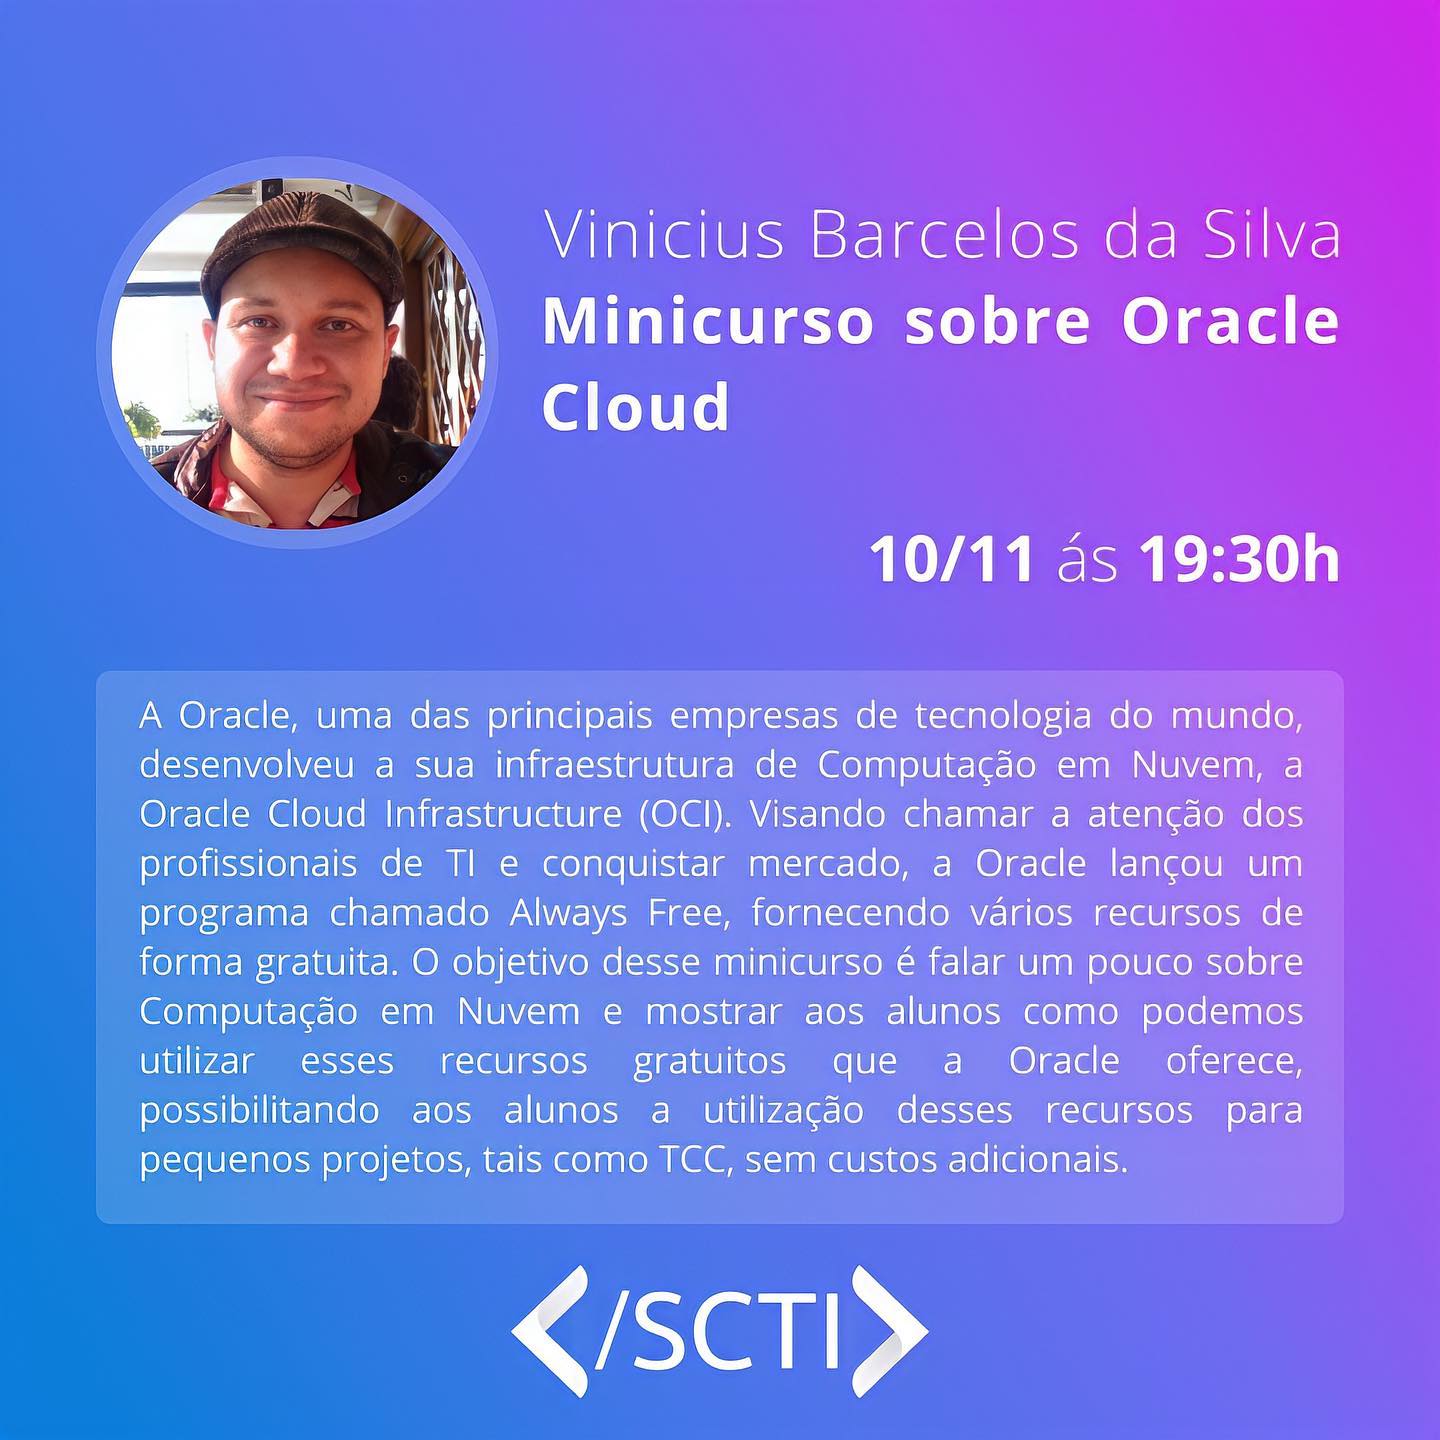 Vinicius Barcelos da Silva
Minicurso sobre Oracle
Cloud
10/11 ás 19:30h
A Oracle, uma das principais empresas de tecnologia do mundo,
desenvolveu a sua infraestrutura de Computação em Nuvem, a
Oracle Cloud Infrastructure (OCI). Visando chamar a atenção dos
profissionais de TI e conquistar mercado, a Oracle lançou um
programa chamado Always Free, fornecendo vários recursos de
forma gratuita. O objetivo desse minicurso é falar um pouco sobre
Computação em Nuvem e mostrar aos alunos como podemos
utilizar esses recursos gratuitos que a Oracle oferece,
possibilitando aos alunos a utilização desses recursos para
pequenos projetos, tais como TCC, sem custos adicionais.
</SCTI>